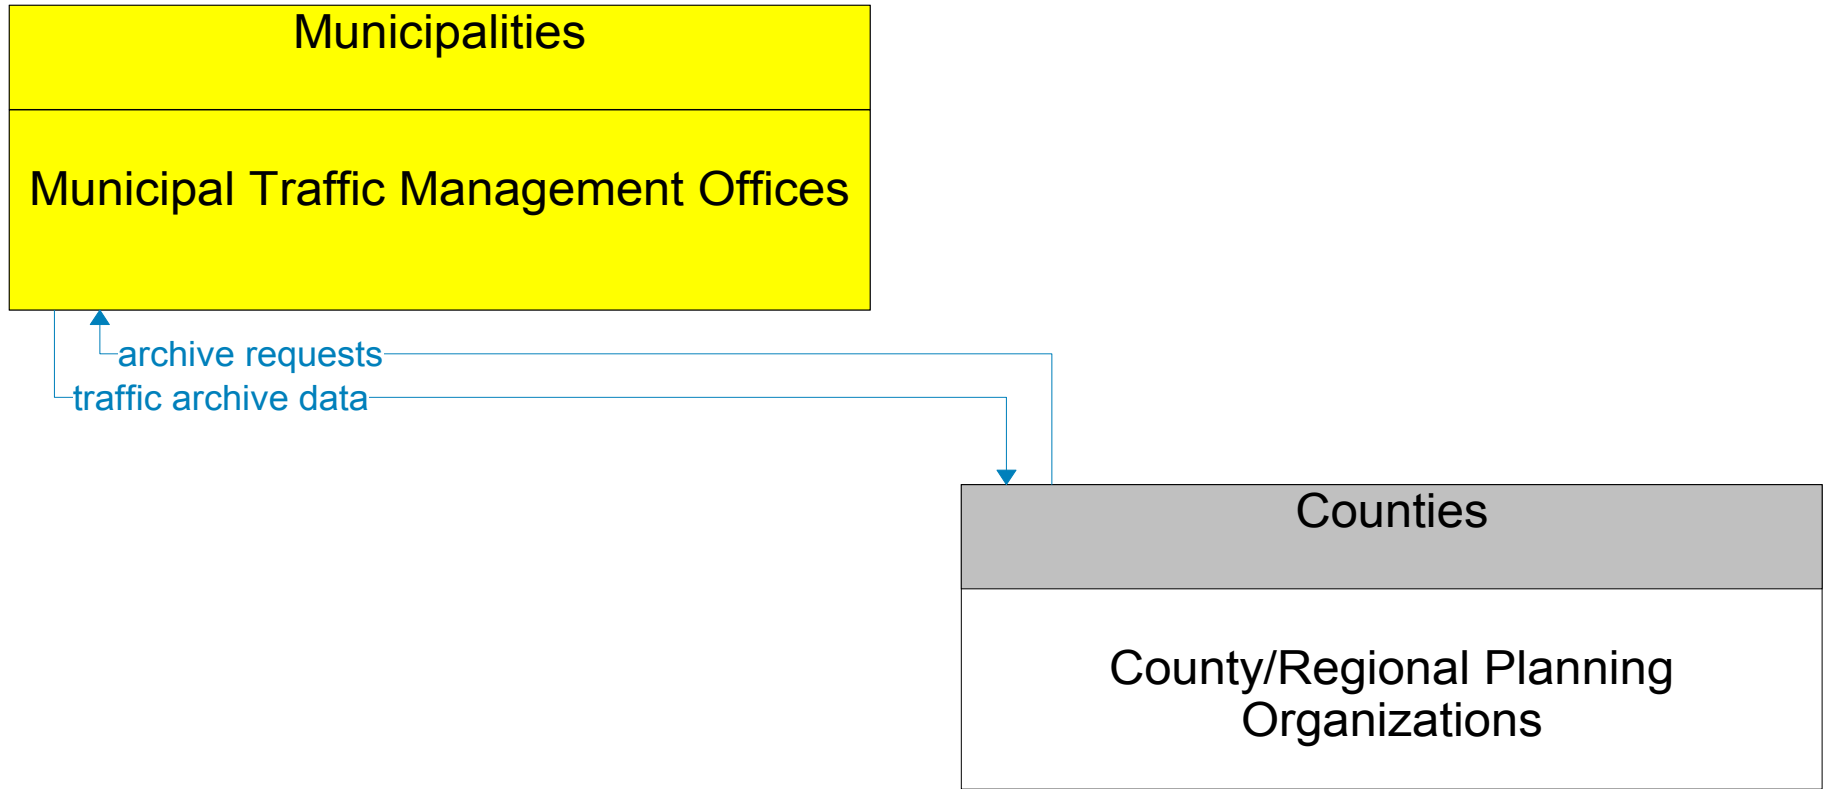 Municipalities
Municipal Traffic Management Offices
archive requests
traffic archive data
Counties
County/Regional Planning
Organizations